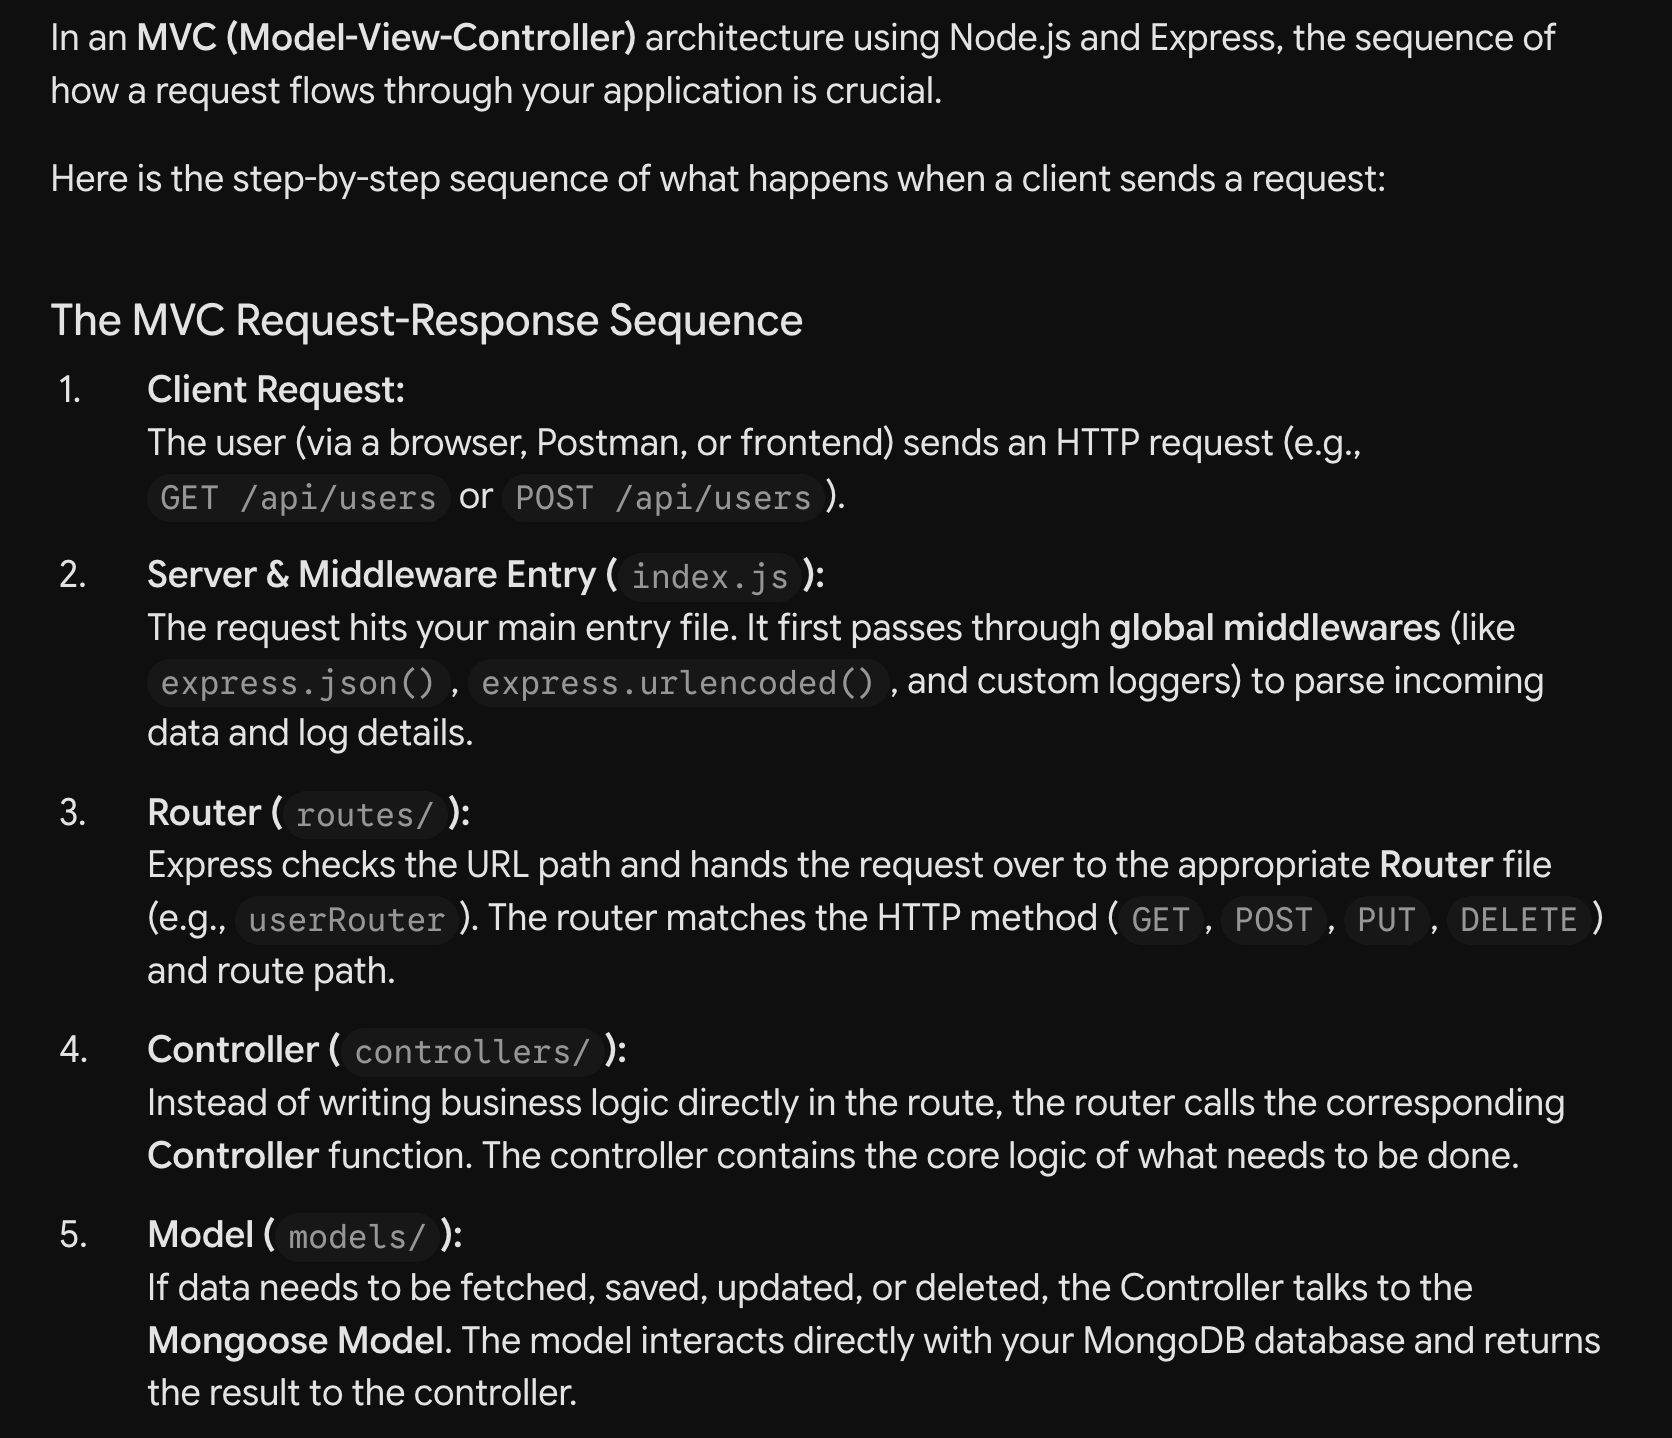 In an MVC (Model-View-Controller) architecture using Node.js and Express, the sequence of
how a request flows through your application is crucial.
Here is the step-by-step sequence of what happens when a client sends a request:
The MVC Request-Response Sequence
1. Client Request:
The user (via a browser, Postman, or frontend) sends an HTTP request (e.g.,
GET /api/users or POST /api/users ).
2. Server & Middleware Entry ( index.js ):
The request hits your main entry file. It first passes through global middlewares (like
express.json() , express.urlencoded() , and custom loggers) to parse incoming
data and log details.
3. Router ( routes/ ):
Express checks the URL path and hands the request over to the appropriate Router file
(e.g., userRouter ). The router matches the HTTP method ( GET , POST , PUT , DELETE )
and route path.
4. Controller ( controllers/ ):
Instead of writing business logic directly in the route, the router calls the corresponding
Controller function. The controller contains the core logic of what needs to be done.
5. Model ( models/ ):
If data needs to be fetched, saved, updated, or deleted, the Controller talks to the
Mongoose Model. The model interacts directly with your MongoDB database and returns
the result to the controller.